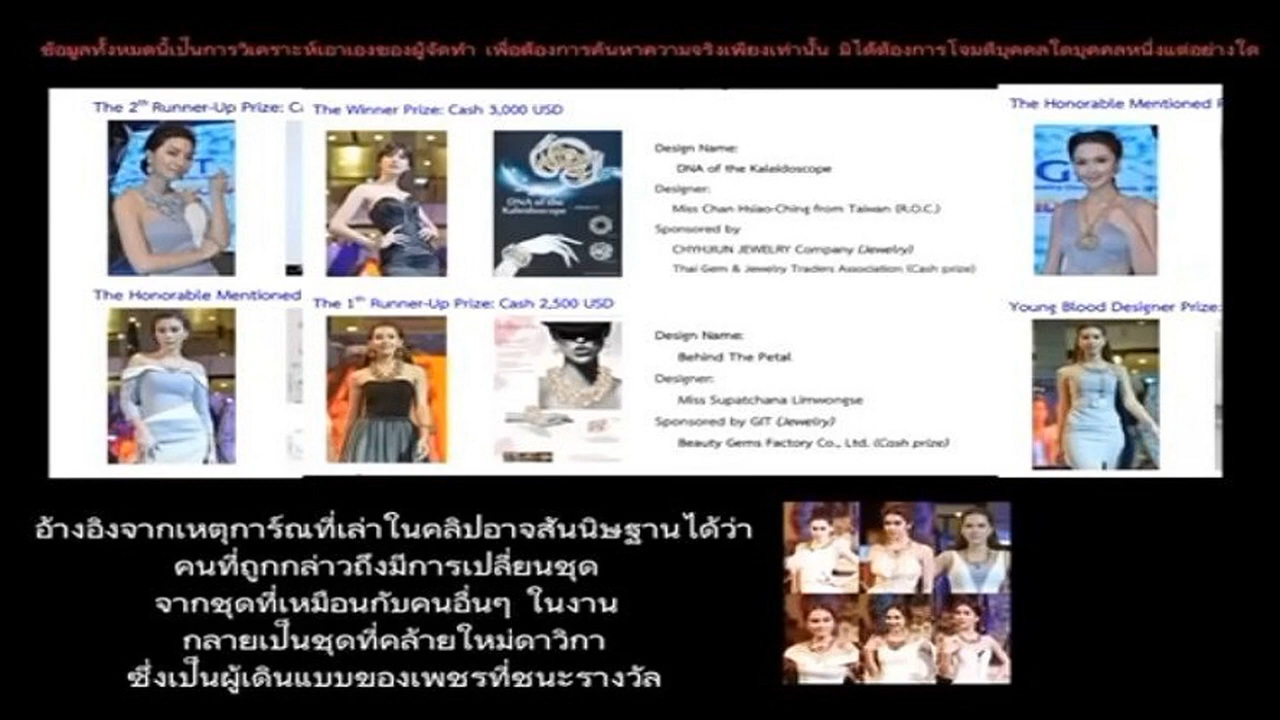 ข้อมูลทั้งหมดนี้เป็นการวิเคราะห์เอาเองของผู้จัดทำ เพื่อต้องการค้นหาความจริงเพียงเท่านั้น มิได้ต้องการโจมตีบุคคลใดบุคคลหนึ่งแต่อย่างใด
The 2th Runner-Up Prize: C
The Winner Prize: Cash 3,000 USD
The Honorable Mentioned
DNA of the
Kaleidoscope
Design Name:
DNA of the Kaleidoscope
Designer:
Miss Chan Hsiao-Ching from Taiwan (R.O.C.)
Sponsored by
CHYHJIUN JEWELRY Company (Jewelry)
Thai Gem & Jewelry Traders Association (Cash prize)
The Honorable Mentioned
The 1th Runner-Up Prize: Cash 2,500 USD
Young Blood Designer Prize:
Design Name:
Behind The Petal
Designer:
Miss Supatchana Limwongse
Sponsored by GIT (Jewelry)
Beauty Gems Factory Co., Ltd. (Cash prize)
อ้างอิงจากเหตุการ์ณที่เล่าในคลิปอาจสันนิษฐานได้ว่า
คนที่ถูกกล่าวถึงมีการเปลี่ยนชุด
จากชุดที่เหมือนกับคนอื่นๆ ในงาน
กลายเป็นชุดที่คล้ายใหม่ดาวิกา
ซึ่งเป็นผู้เดินแบบของเพชรที่ชนะรางวัล